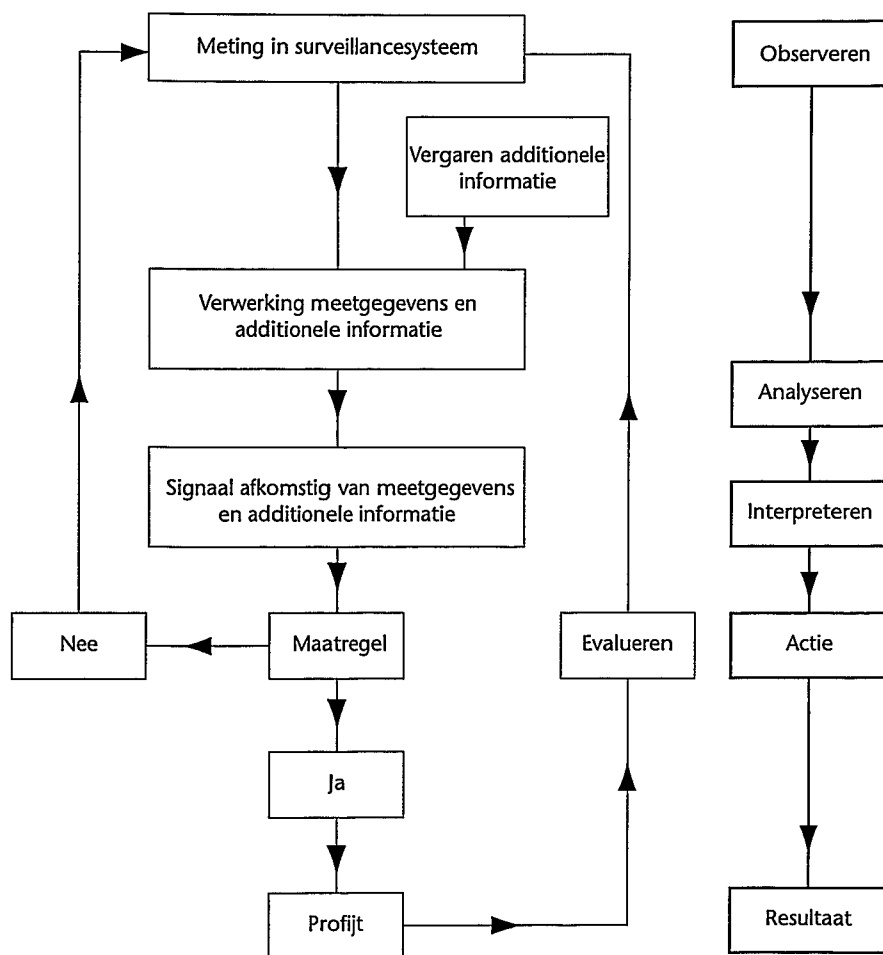 Meting in surveillancesysteem
Observeren
Vergaren additionele
informatie
Verwerking meetgegevens en
additionele informatie
Analyseren
Signaal afkomstig van meetgegevens
en additionele informatie
Interpreteren
Nee
Maatregel
Evalueren
Actie
Ja
Profijt
Resultaat